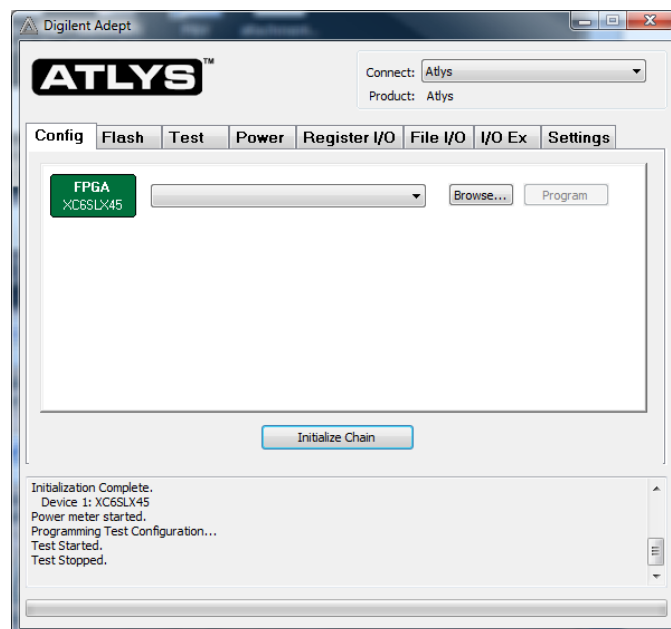 Digilent Adept
ATLYS™
Connect: Atlys
Product: Atlys
Config Flash Test Power Register I/O File I/O I/O Ex Settings
FPGA
XC6SLX45
Browse... Program
Initialize Chain
Initialization Complete.
Device 1: XC6SLX45
Power meter started.
Programming Test Configuration...
Test Started.
Test Stopped.